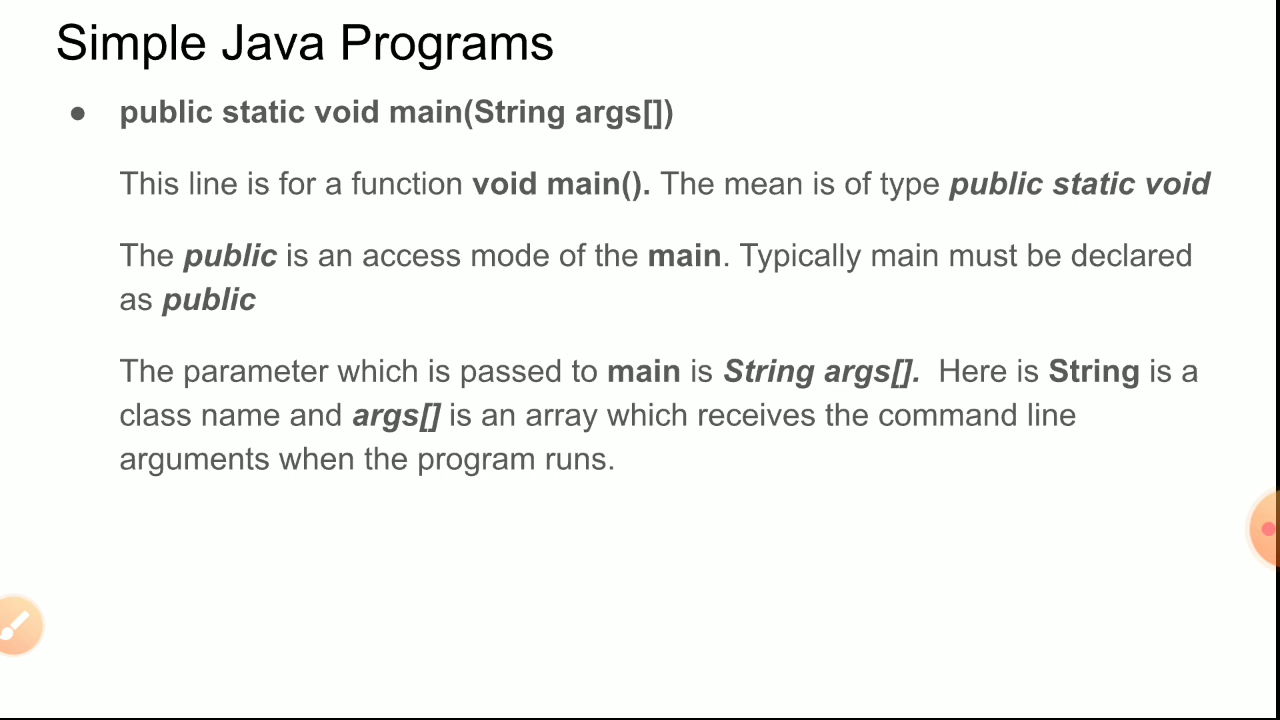 Simple Java Programs
● public static void main(String args[])
This line is for a function void main(). The mean is of type public static void
The public is an access mode of the main. Typically main must be declared
as public
The parameter which is passed to main is String args[].  Here is String is a
class name and args[] is an array which receives the command line
arguments when the program runs.